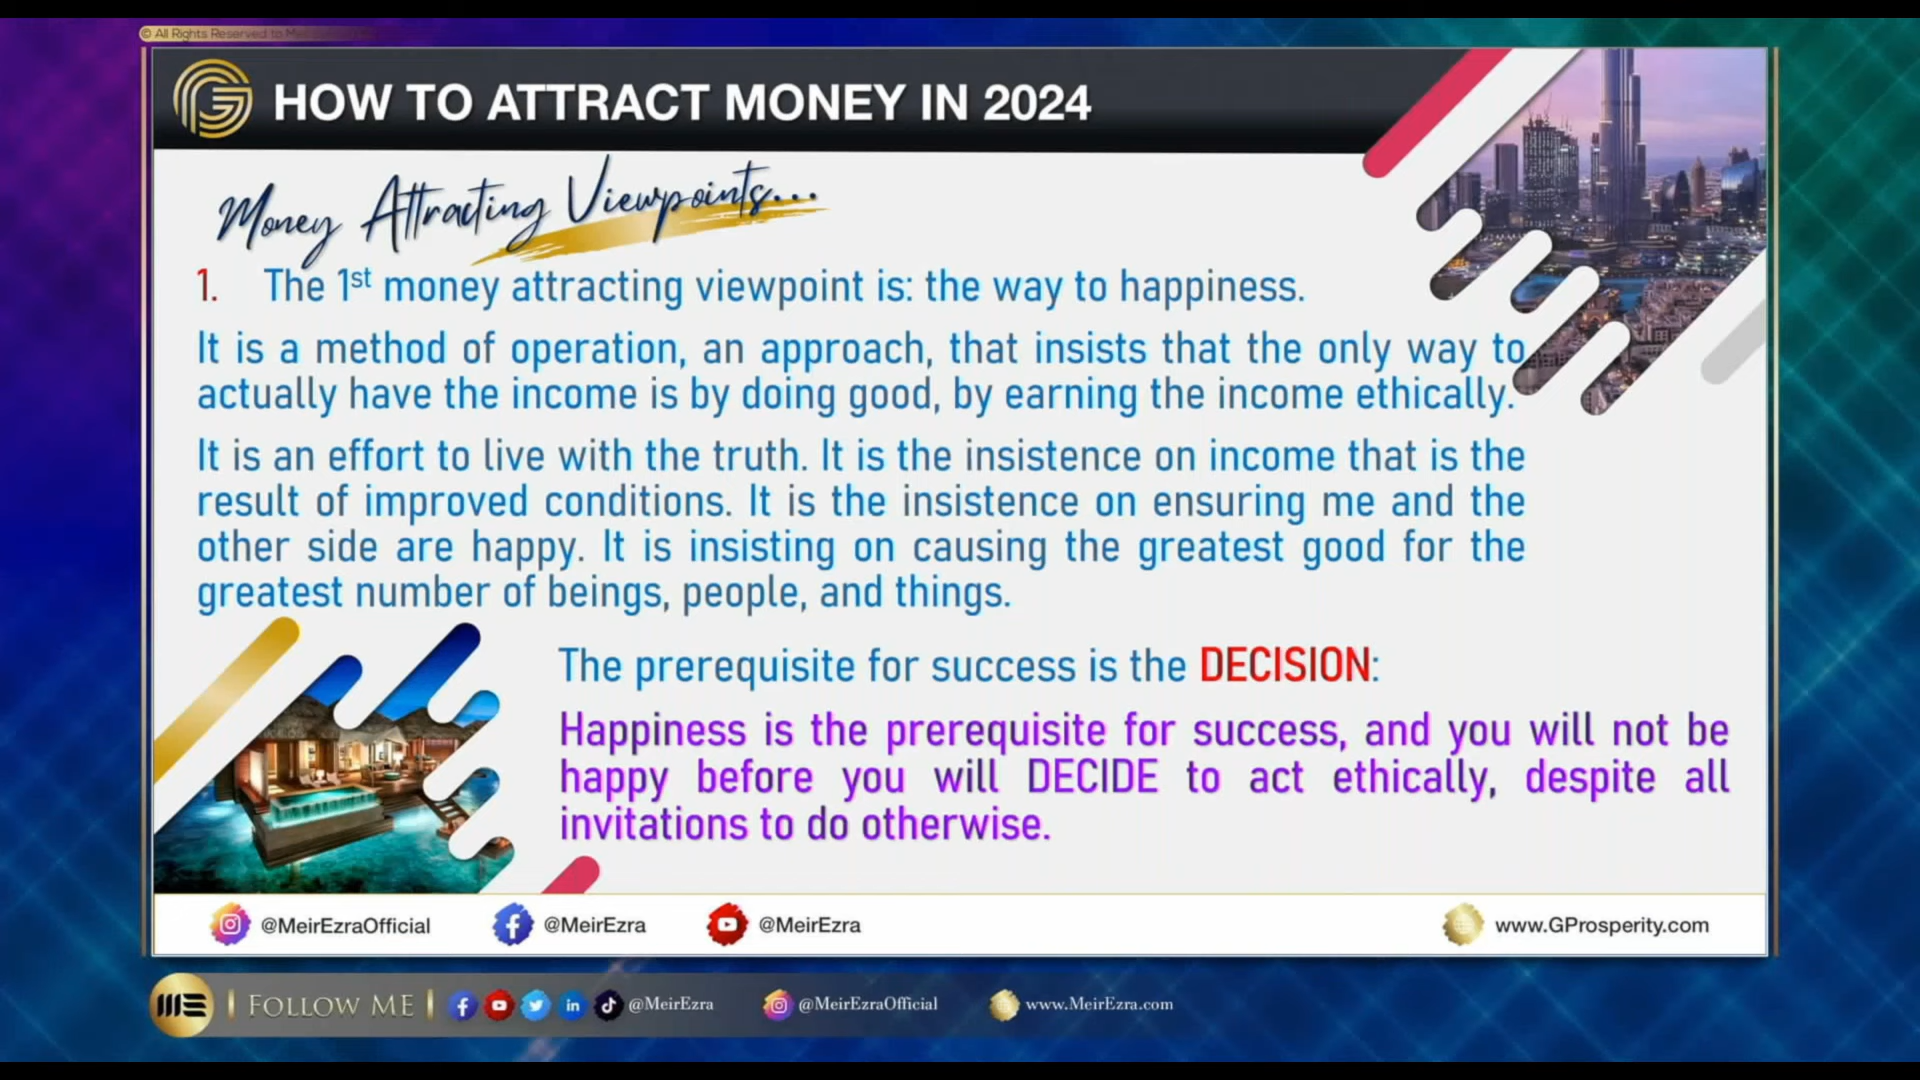 © All Rights Reserved to
HOW TO ATTRACT MONEY IN 2024
Money Attracting Viewpoints...
1. The 1st money attracting viewpoint is: the way to happiness.
It is a method of operation, an approach, that insists that the only way to
actually have the income is by doing good, by earning the income ethically.
It is an effort to live with the truth. It is the insistence on income that is the
result of improved conditions. It is the insistence on ensuring me and the
other side are happy. It is insisting on causing the greatest good for the
greatest number of beings, people, and things.
The prerequisite for success is the DECISION:
Happiness is the prerequisite for success, and you will not be
happy before you will DECIDE to act ethically, despite all
invitations to do otherwise.
@MeirEzraOfficial @MeirEzra @MeirEzra www.GProsperity.com
ME FOLLOW ME @MeirEzra @MeirEzraOfficial www.MeirEzra.com